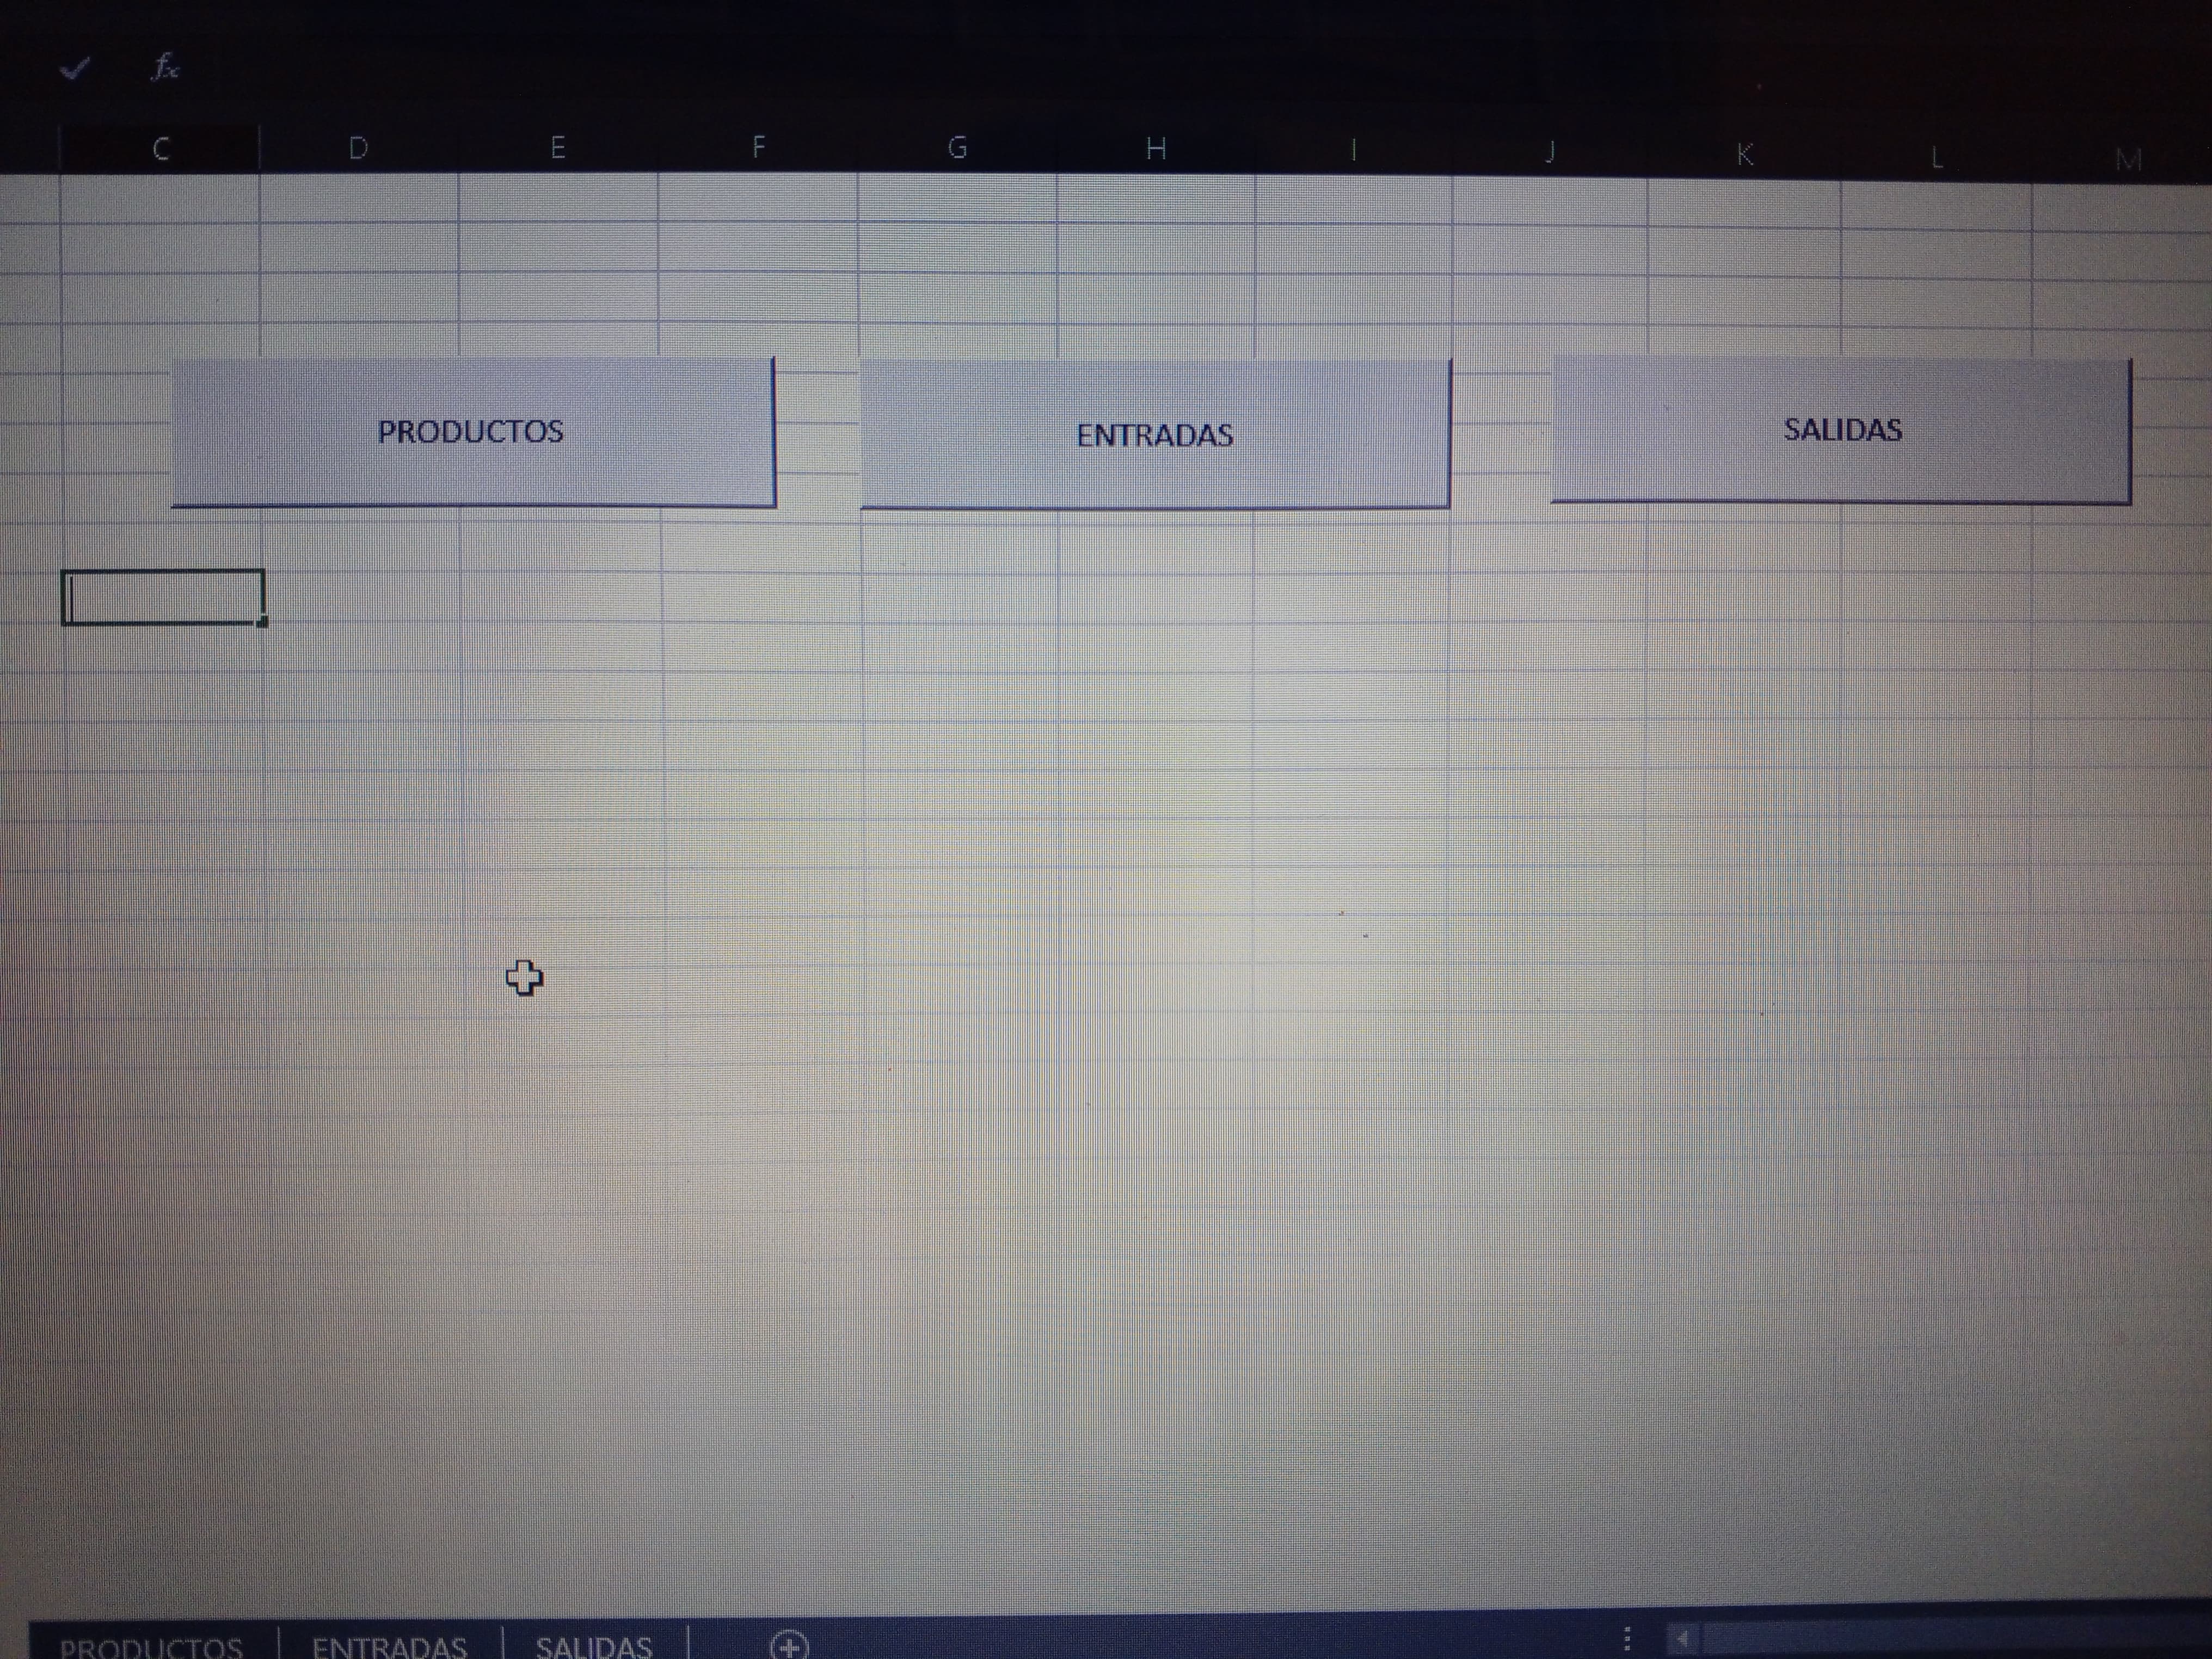 fx
C D E F G H I J K L M
PRODUCTOS ENTRADAS SALIDAS
PRODUCTOS ENTRADAS SALIDAS